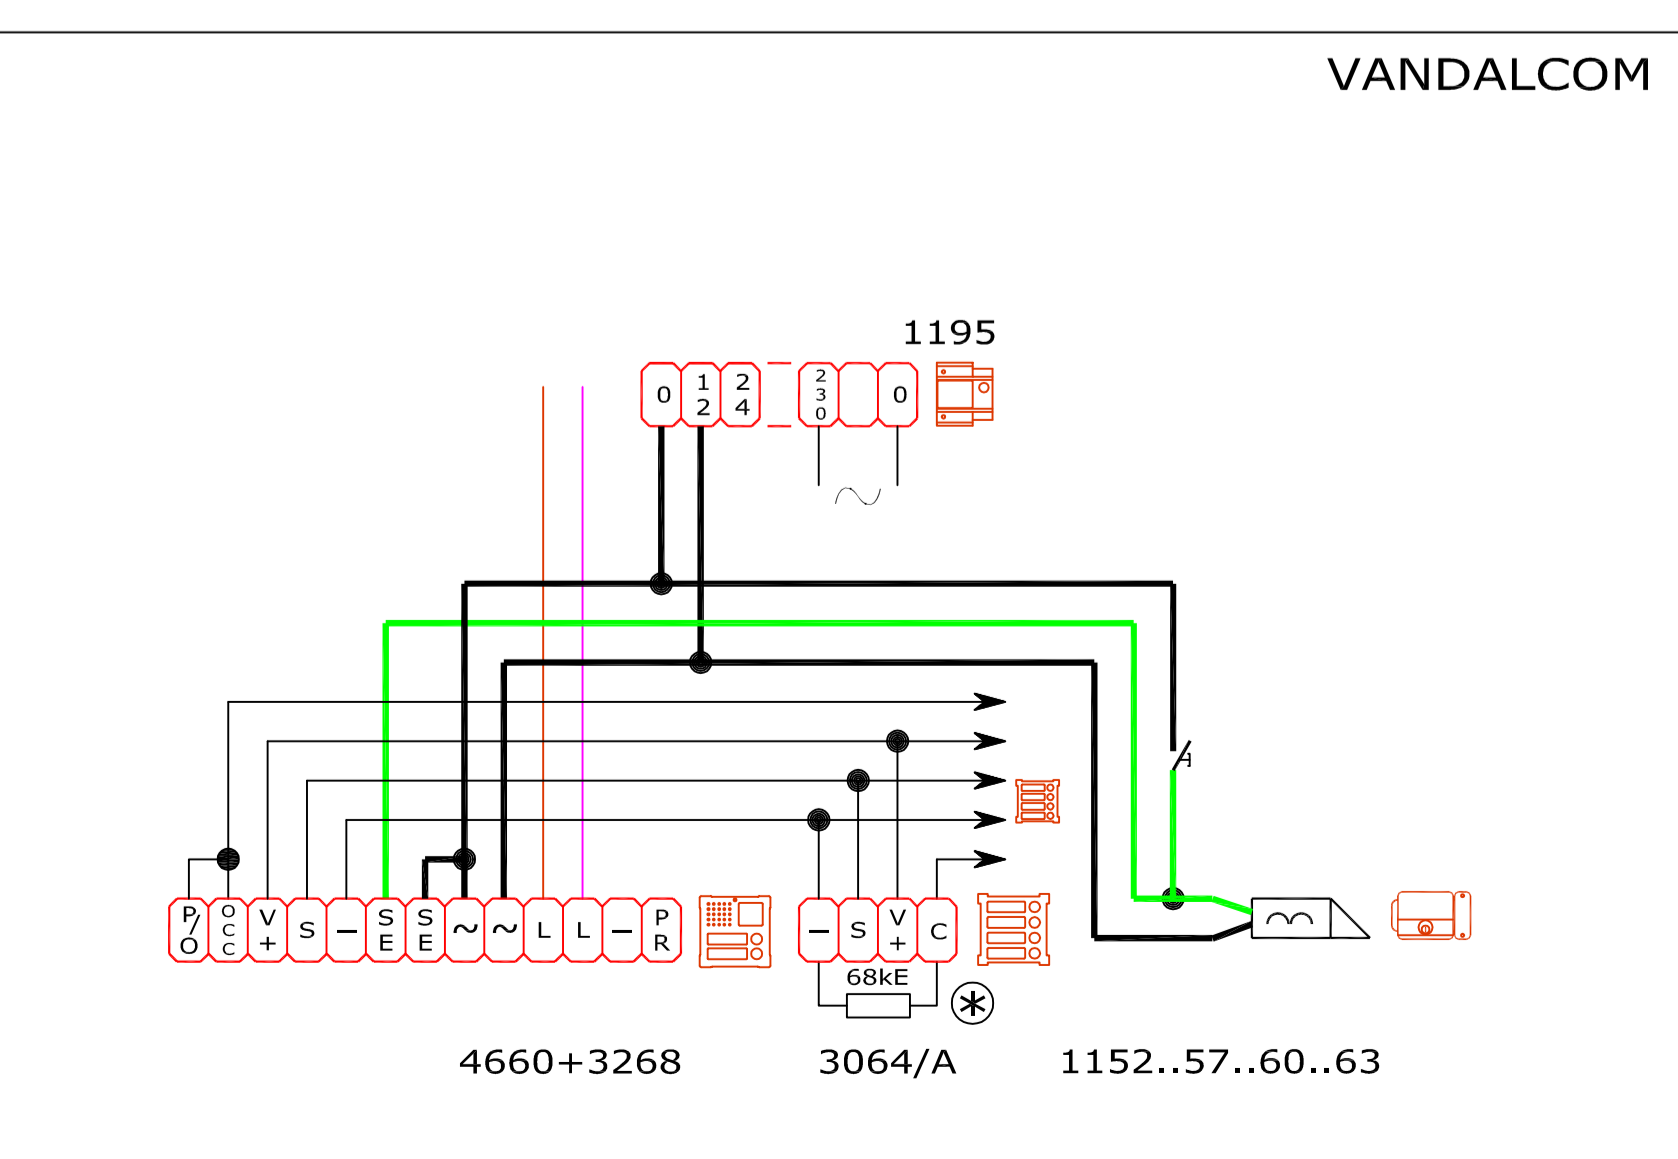 VANDALCOM
1195
0 12 24 230 0
P/O OCC V+ S – SE SE ~ ~ L L – PR
– S V+ C
68kE
4660+3268 3064/A 1152..57..60..63